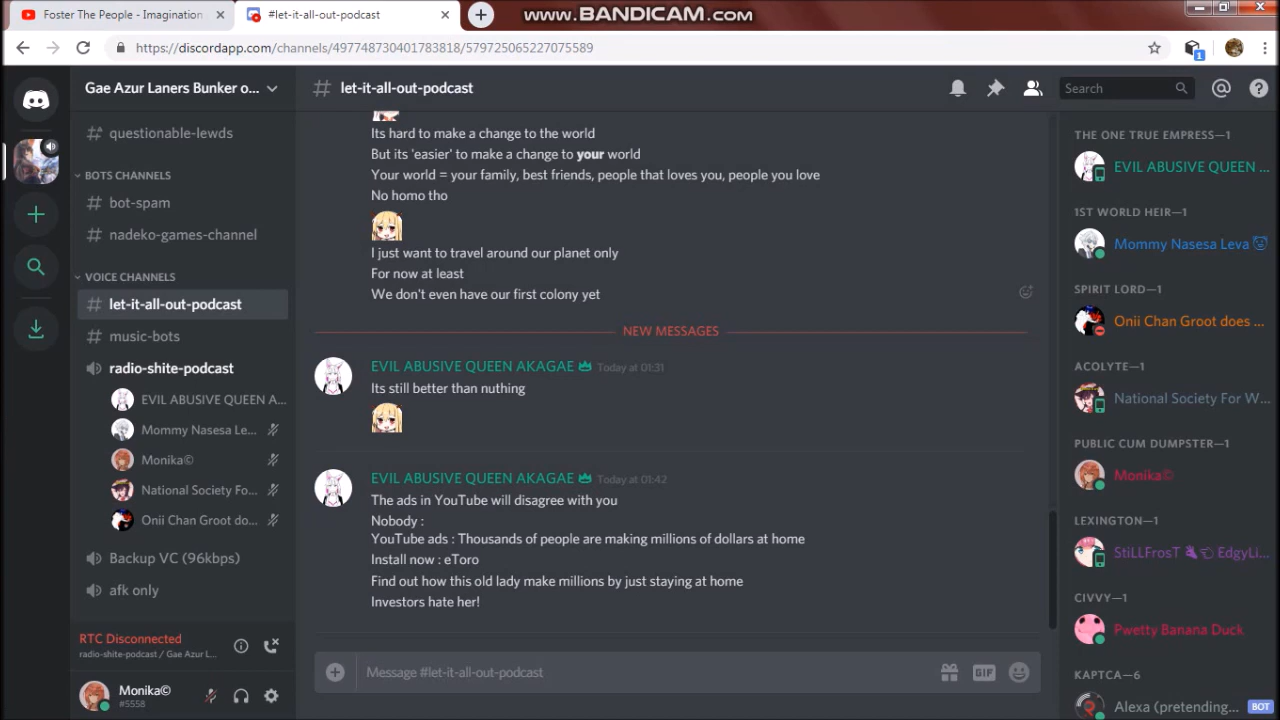 Foster The People - Imagination
#let-it-all-out-podcast
www.BANDICAM.com
https://discordapp.com/channels/497748730401783818/579725065227075589
1
Gae Azur Laners Bunker o...
# questionable-lewds
BOTS CHANNELS
# bot-spam
# nadeko-games-channel
VOICE CHANNELS
# let-it-all-out-podcast
# music-bots
radio-shite-podcast
EVIL ABUSIVE QUEEN A...
Mommy Nasesa Le...
Monika©
National Society Fo...
Onii Chan Groot do...
Backup VC (96kbps)
afk only
RTC Disconnected
radio-shite-podcast / Gae Azur L...
Monika©
#5558
# let-it-all-out-podcast
Search
Its hard to make a change to the world
But its 'easier' to make a change to your world
Your world = your family, best friends, people that loves you, people you love
No homo tho
I just want to travel around our planet only
For now at least
We don't even have our first colony yet
NEW MESSAGES
EVIL ABUSIVE QUEEN AKAGAE Today at 01:31
Its still better than nuthing
EVIL ABUSIVE QUEEN AKAGAE Today at 01:42
The ads in YouTube will disagree with you
Nobody :
YouTube ads : Thousands of people are making millions of dollars at home
Install now : eToro
Find out how this old lady make millions by just staying at home
Investors hate her!
Message #let-it-all-out-podcast
GIF
THE ONE TRUE EMPRESS—1
EVIL ABUSIVE QUEEN ...
1ST WORLD HEIR—1
Mommy Nasesa Leva
SPIRIT LORD—1
Onii Chan Groot does ...
ACOLYTE—1
National Society For W...
PUBLIC CUM DUMPSTER—1
Monika©
LEXINGTON—1
StiLLFrosT EdgyLi...
CIVVY—1
Pwetty Banana Duck
KAPTCA—6
Alexa (pretending... BOT